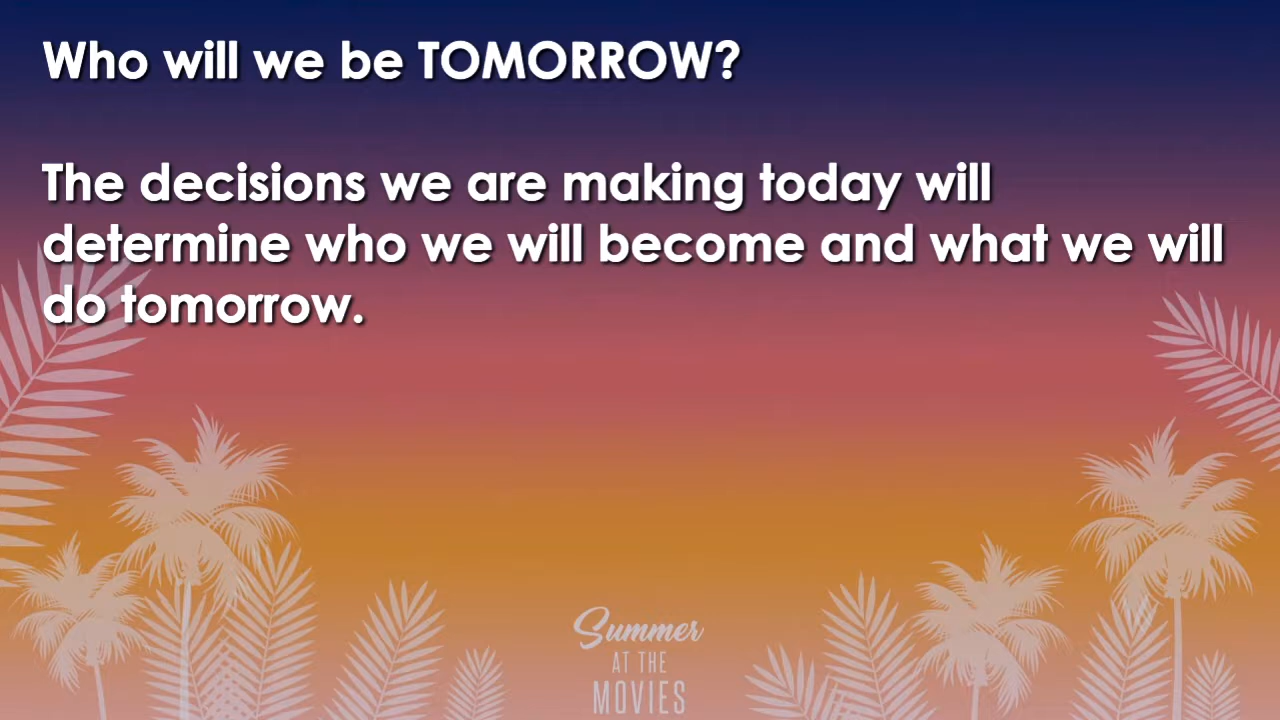 Who will we be TOMORROW?
The decisions we are making today will
determine who we will become and what we will
do tomorrow.
Summer
AT THE
MOVIES